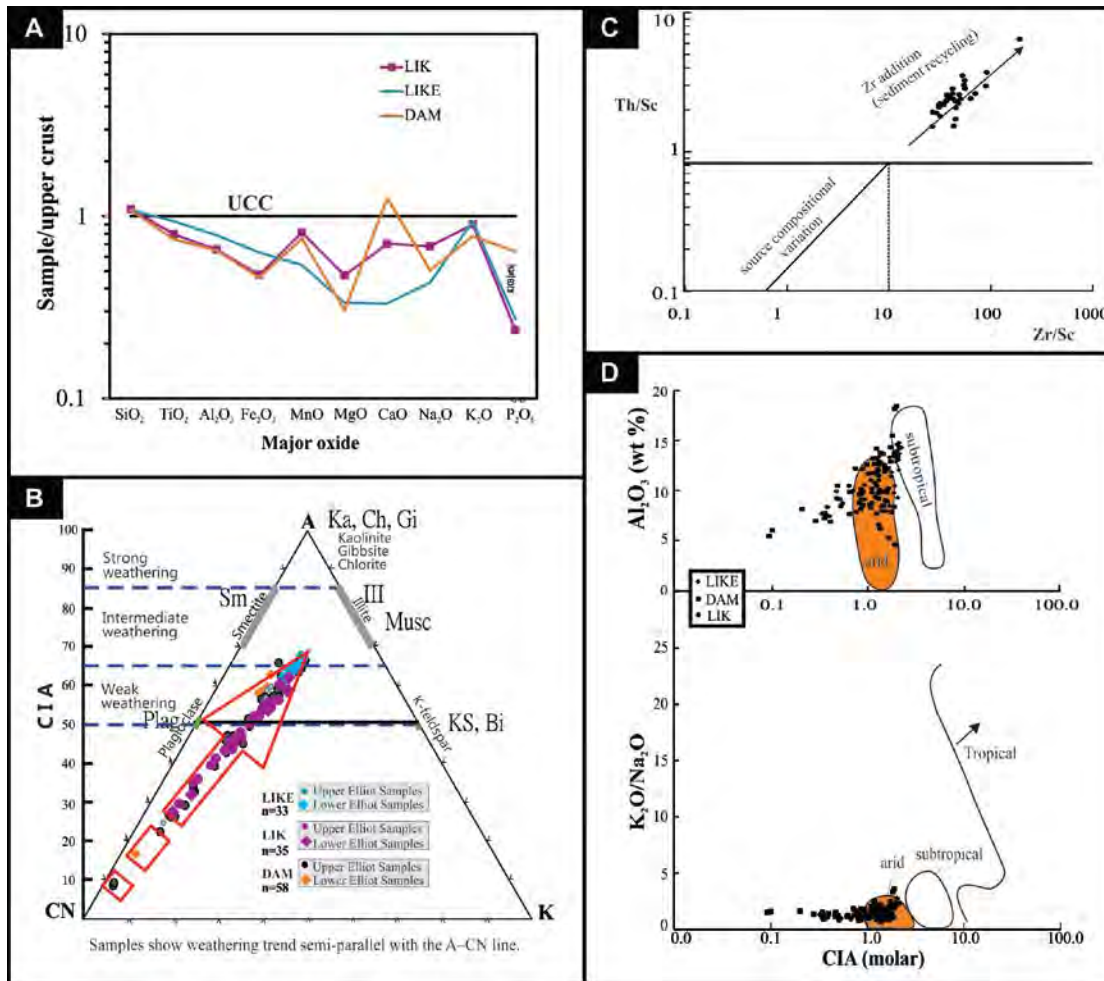 A
10
1
0.1
Sample/upper crust
LIK
LIKE
DAM
UCC
SiO₂ TiO₂ Al₂O₃ Fe₂O₃ MnO MgO CaO Na₂O K₂O P₂O₅
Major oxide
B
CIA
100
90
80
70
60
50
40
30
20
10
Strong
weathering
Intermediate
weathering
Weak
weathering
A
Ka, Ch, Gi
Kaolinite
Gibbsite
Chlorite
Sm
Smectite
Ill
Illite
Musc
Plag
Plagioclase
K-feldspar
KS, Bi
LIKE
n=33
Upper Elliot Samples
Lower Elliot Samples
LIK
n=35
Upper Elliot Samples
Lower Elliot Samples
DAM
n=58
Upper Elliot Samples
Lower Elliot Samples
CN
K
Samples show weathering trend semi-parallel with the A–CN line.
C
10
Th/Sc
1
0.1
Zr addition
(sediment recycling)
source compositional
variation
0.1 1 10 100 1000
Zr/Sc
D
Al₂O₃ (wt %)
20
15
10
5
0
subtropical
arid
LIKE
DAM
LIK
0.1 1.0 10.0 100.0
K₂O/Na₂O
25
20
15
10
5
0
Tropical
arid
subtropical
0.0 0.1 1.0 10.0 100.0
CIA (molar)